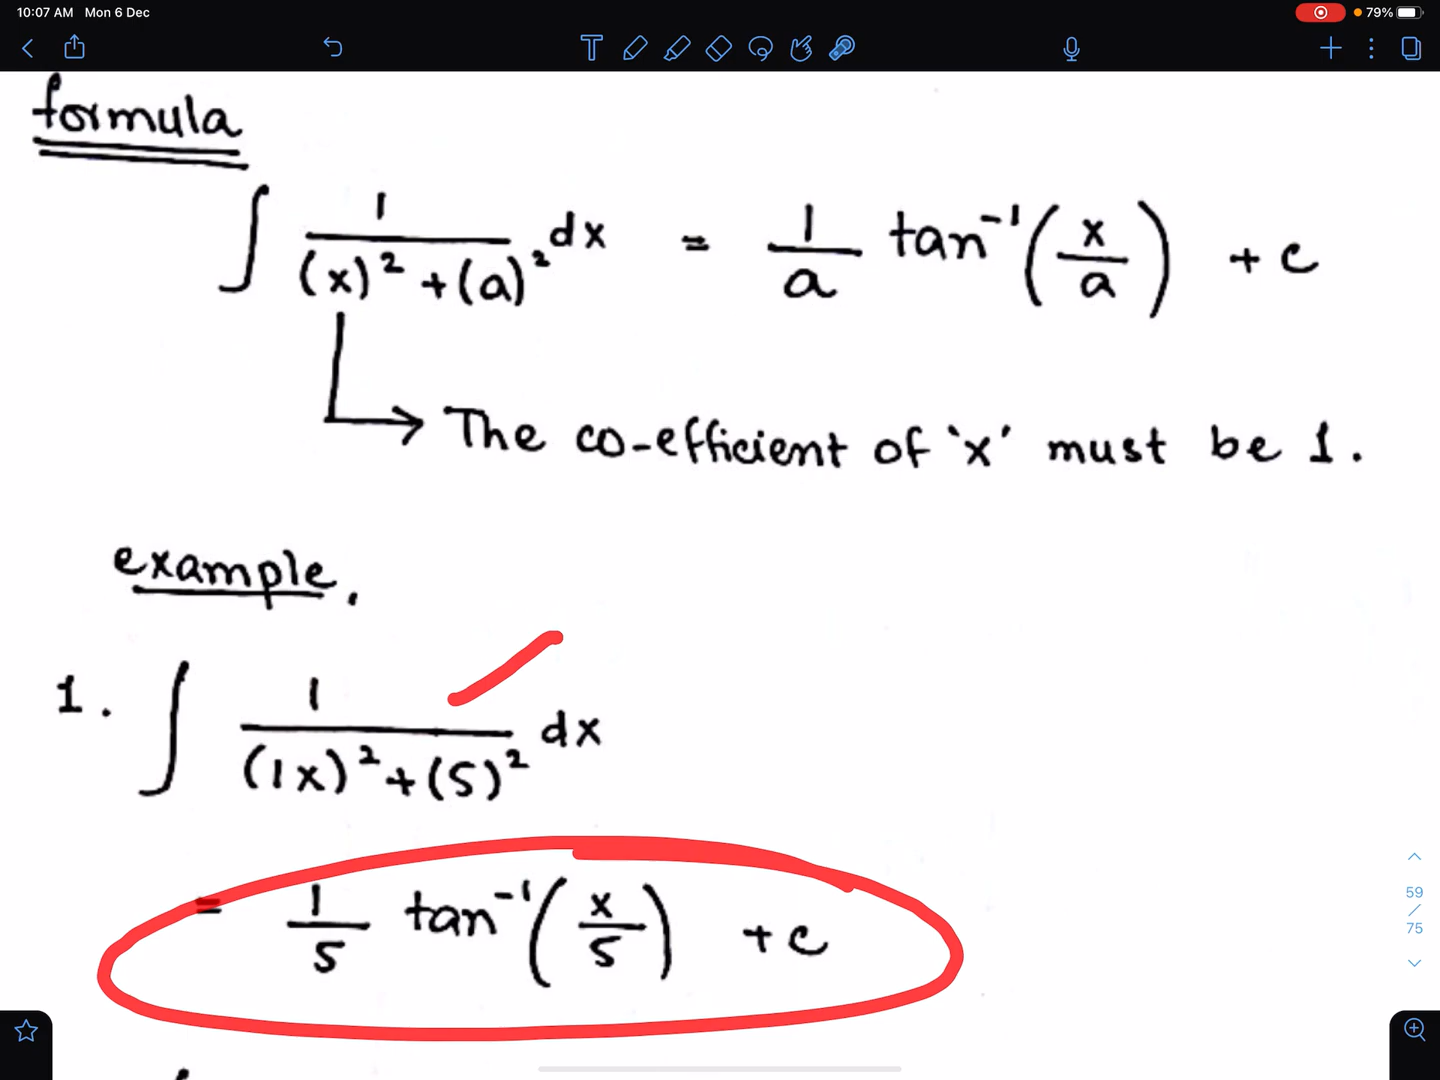 10:07 AM Mon 6 Dec 79%
formula
∫ 1/((x)² + (a)²) dx = 1/a tan⁻¹(x/a) + c
The co-efficient of 'x' must be 1.
example.
1. ∫ 1/((1x)² + (5)²) dx
= 1/5 tan⁻¹(x/5) + c
59
/
75